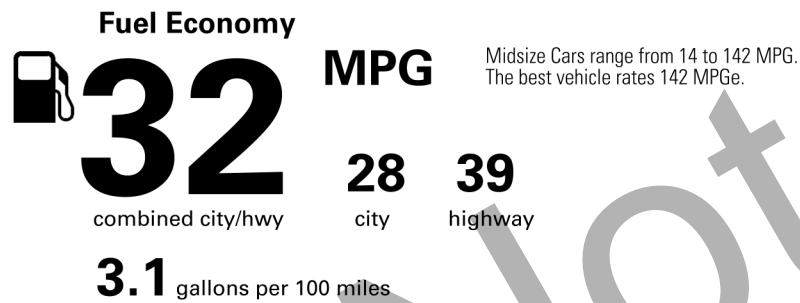 Fuel Economy
32 MPG
Midsize Cars range from 14 to 142 MPG.
The best vehicle rates 142 MPGe.
28 39
combined city/hwy city highway
3.1 gallons per 100 miles
Not